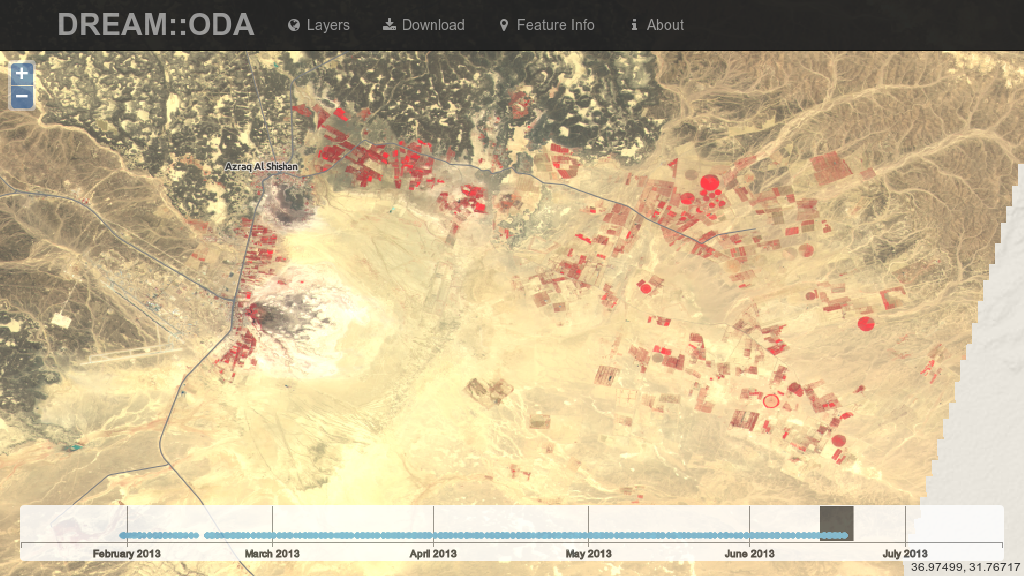 DREAM::ODA Layers Download Feature Info About
+
−
Azraq Al Shishan
February 2013 March 2013 April 2013 May 2013 June 2013 July 2013
36.97499, 31.76717